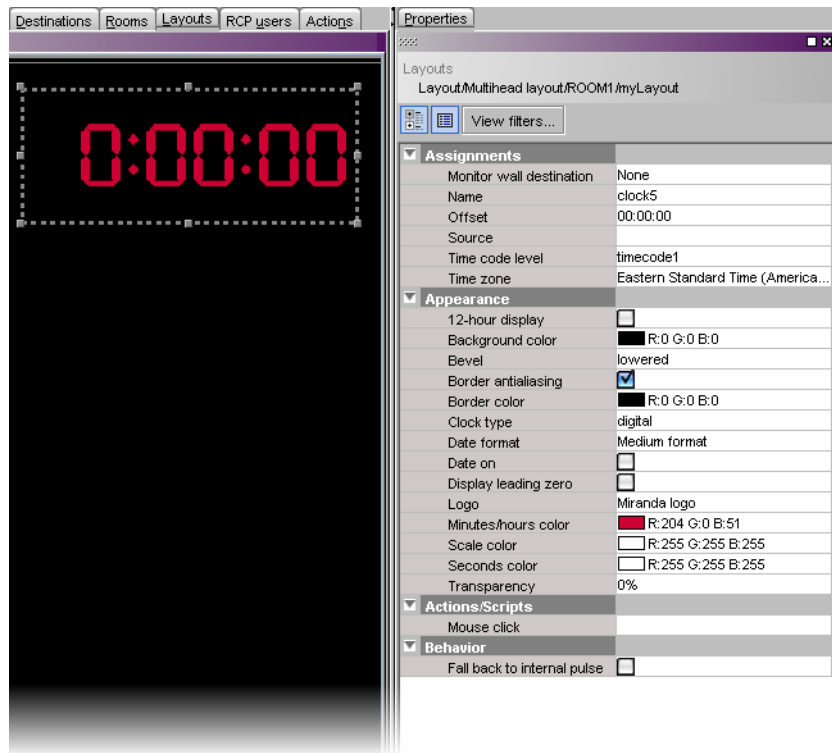 Destinations Rooms Layouts RCP users Actions
0:00:00
Properties
Layouts
Layout/Multihead layout/ROOM1/myLayout
View filters...
Assignments
Monitor wall destination None
Name clock5
Offset 00:00:00
Source
Time code level timecode1
Time zone Eastern Standard Time (America...
Appearance
12-hour display
Background color R:0 G:0 B:0
Bevel lowered
Border antialiasing
Border color R:0 G:0 B:0
Clock type digital
Date format Medium format
Date on
Display leading zero
Logo Miranda logo
Minutes/hours color R:204 G:0 B:51
Scale color R:255 G:255 B:255
Seconds color R:255 G:255 B:255
Transparency 0%
Actions/Scripts
Mouse click
Behavior
Fall back to internal pulse